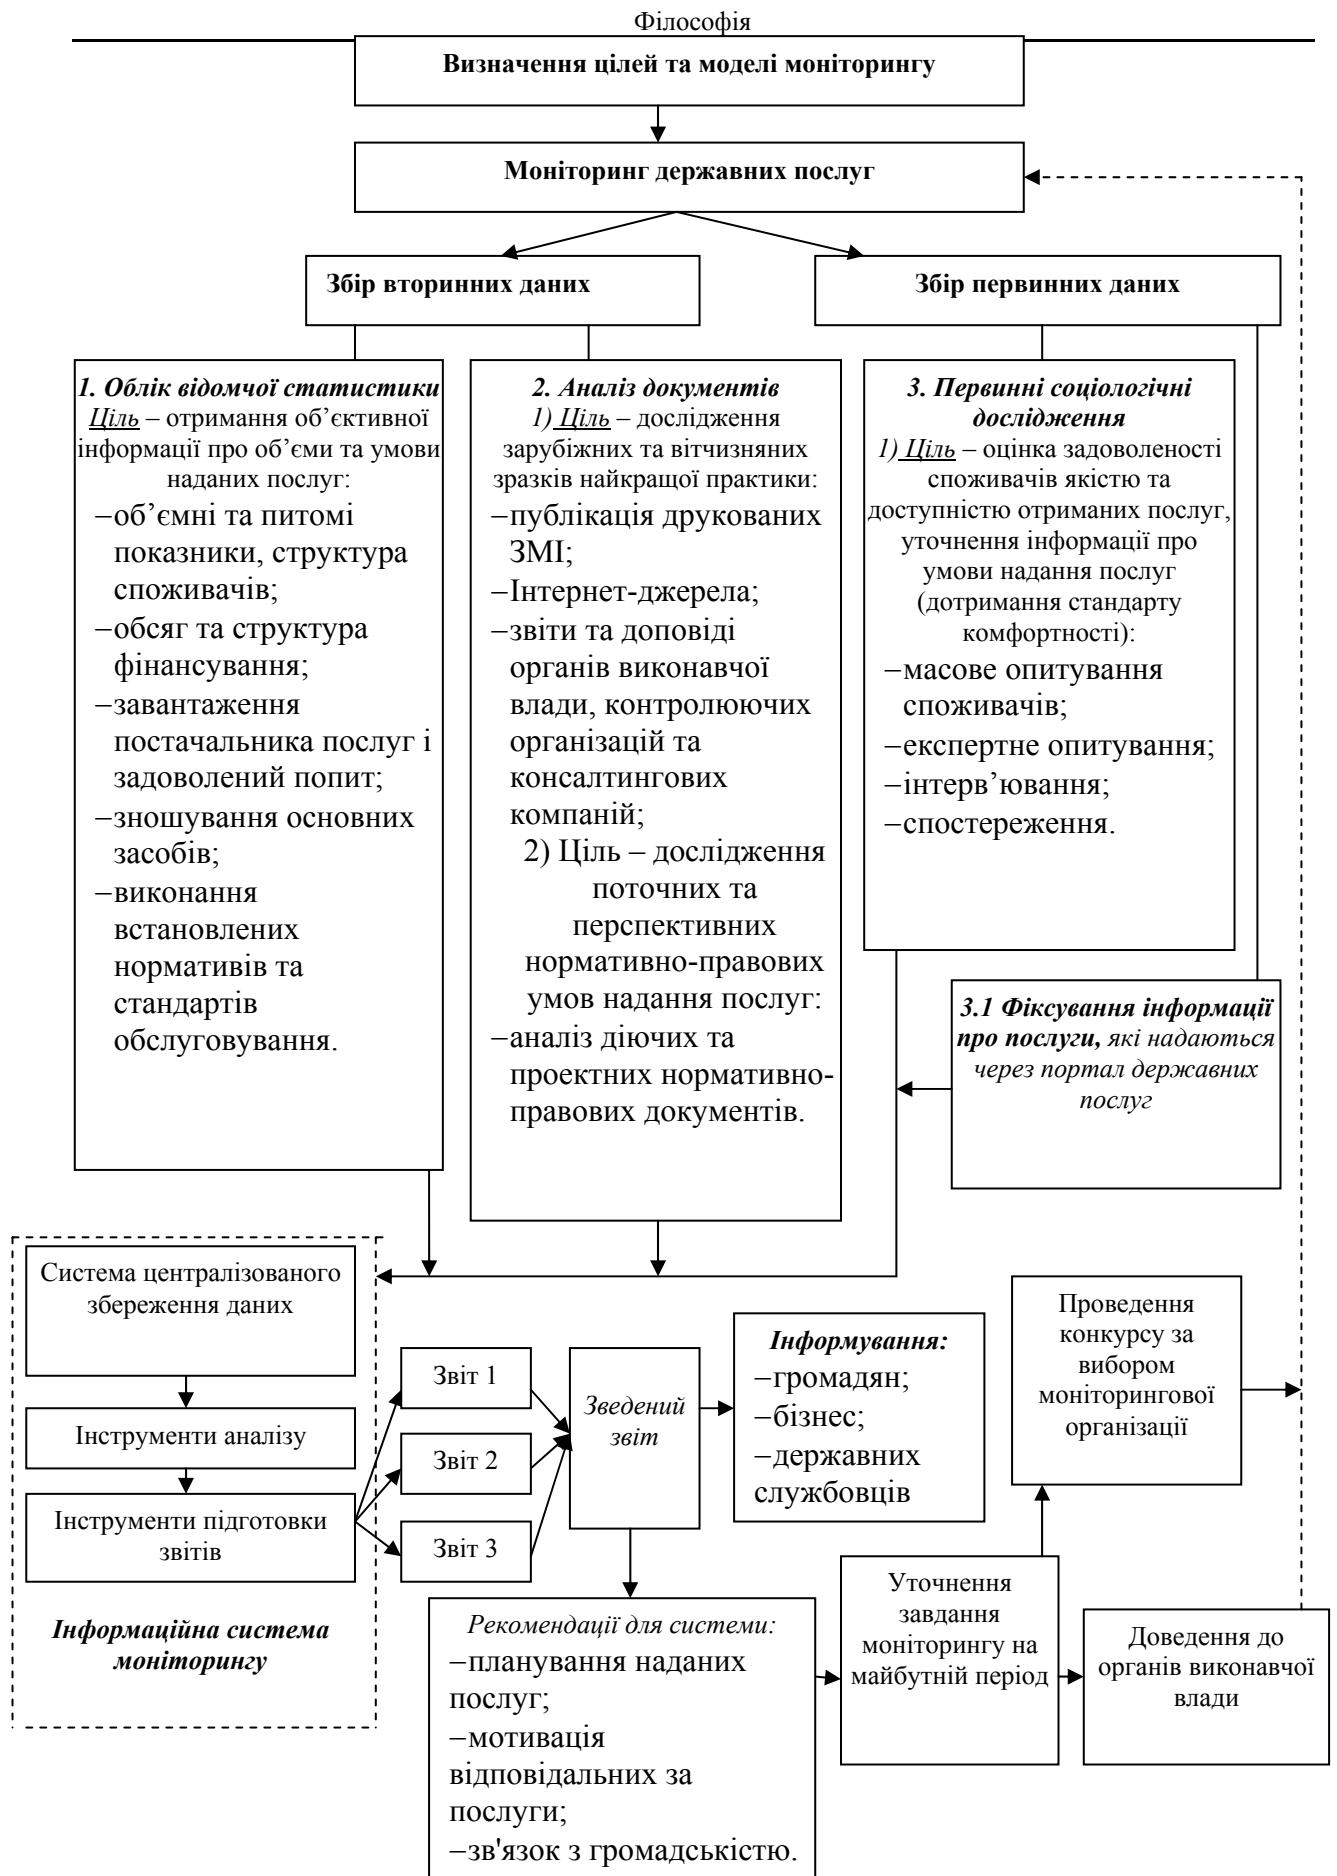 Філософія
Визначення цілей та моделі моніторингу
Моніторинг державних послуг
Збір вторинних даних
Збір первинних даних
1. Облік відомчої статистики
Ціль – отримання об’єктивної
інформації про об’єми та умови
наданих послуг:
–об’ємні та питомі
показники, структура
споживачів;
–обсяг та структура
фінансування;
–завантаження
постачальника послуг і
задоволений попит;
–зношування основних
засобів;
–виконання
встановлених
нормативів та
стандартів
обслуговування.
2. Аналіз документів
1) Ціль – дослідження
зарубіжних та вітчизняних
зразків найкращої практики:
–публікація друкованих
ЗМІ;
–Інтернет-джерела;
–звіти та доповіді
органів виконавчої
влади, контролюючих
організацій та
консалтингових
компаній;
2) Ціль – дослідження
поточних та
перспективних
нормативно-правових
умов надання послуг:
–аналіз діючих та
проектних нормативно-
правових документів.
3. Первинні соціологічні
дослідження
1) Ціль – оцінка задоволеності
споживачів якістю та
доступністю отриманих послуг,
уточнення інформації про
умови надання послуг
(дотримання стандарту
комфортності):
–масове опитування
споживачів;
–експертне опитування;
–інтерв’ювання;
–спостереження.
3.1 Фіксування інформації
про послуги, які надаються
через портал державних
послуг
Система централізованого
збереження даних
Інструменти аналізу
Інструменти підготовки
звітів
Інформаційна система
моніторингу
Звіт 1
Звіт 2
Звіт 3
Зведений
звіт
Інформування:
–громадян;
–бізнес;
–державних
службовців
Рекомендації для системи:
–планування наданих
послуг;
–мотивація
відповідальних за
послуги;
–зв'язок з громадськістю.
Уточнення
завдання
моніторингу на
майбутній період
Проведення
конкурсу за
вибором
моніторингової
організації
Доведення до
органів виконавчої
влади